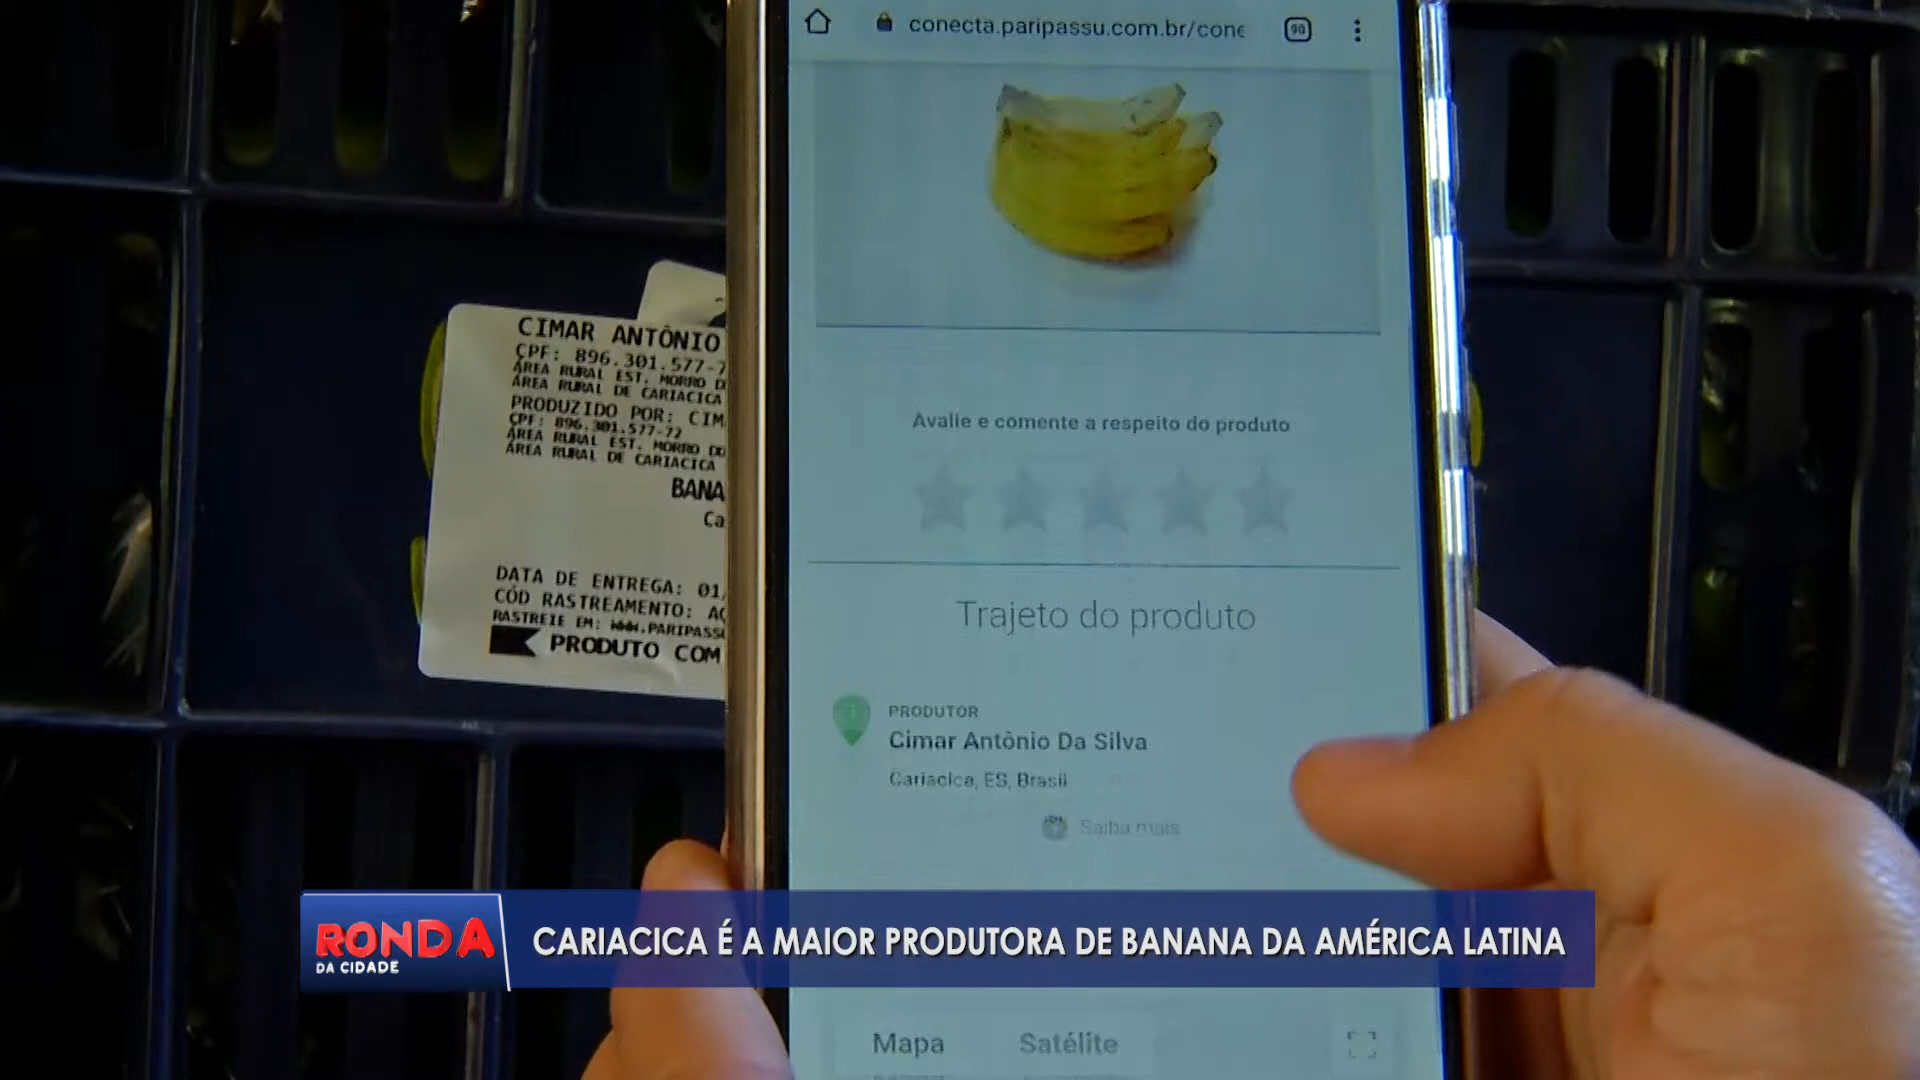 conecta.paripassu.com.br/cone
90
CIMAR ANTÔNIO
CPF: 896.301.577-7
ÁREA RURAL EST. MORRO D
ÁREA RURAL DE CARIACICA
PRODUZIDO POR: CIM
CPF: 896.301.577-72
ÁREA RURAL EST. MORRO DO
ÁREA RURAL DE CARIACICA
BANA
Ca
DATA DE ENTREGA: 01/
CÓD RASTREAMENTO: AC
RASTREIE EM: WWW.PARIPASSU
PRODUTO COM
Avalie e comente a respeito do produto
Trajeto do produto
PRODUTOR
Cimar Antônio Da Silva
Cariacica, ES, Brasil
Saiba mais
RONDA
DA CIDADE
CARIACICA É A MAIOR PRODUTORA DE BANANA DA AMÉRICA LATINA
Mapa
Satélite